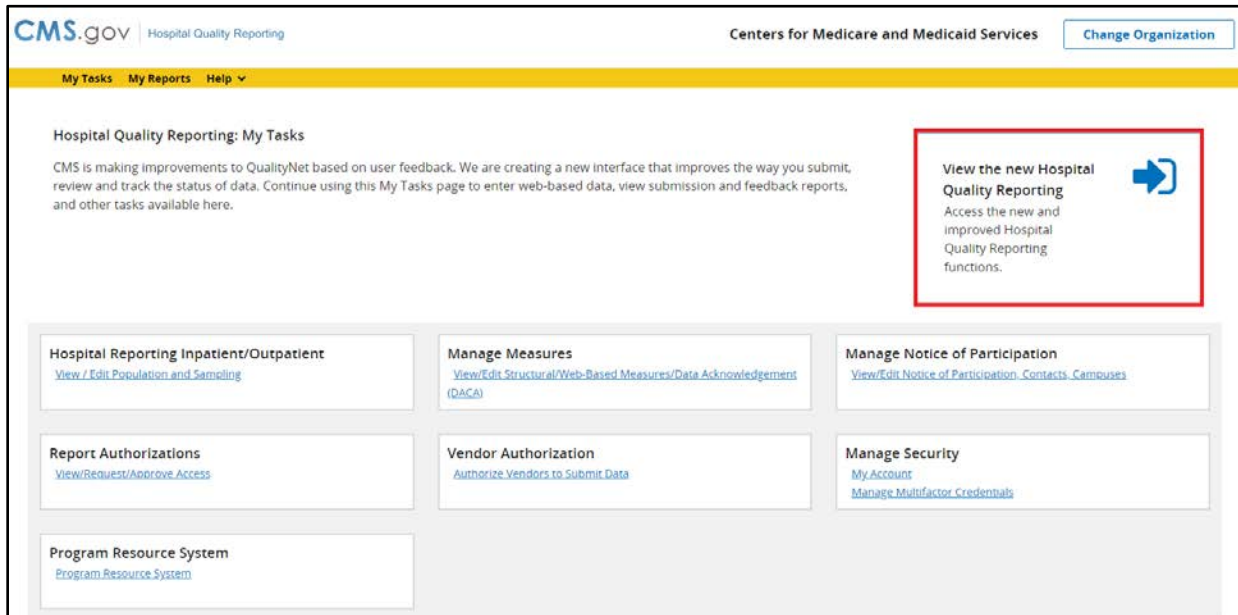 CMS.gov Hospital Quality Reporting
Centers for Medicare and Medicaid Services
Change Organization
My Tasks My Reports Help
Hospital Quality Reporting: My Tasks
CMS is making improvements to QualityNet based on user feedback. We are creating a new interface that improves the way you submit,
review and track the status of data. Continue using this My Tasks page to enter web-based data, view submission and feedback reports,
and other tasks available here.
View the new Hospital
Quality Reporting
Access the new and
improved Hospital
Quality Reporting
functions.
Hospital Reporting Inpatient/Outpatient
View / Edit Population and Sampling
Manage Measures
View/Edit Structural/Web-Based Measures/Data Acknowledgement
(DACA)
Manage Notice of Participation
View/Edit Notice of Participation, Contacts, Campuses
Report Authorizations
View/Request/Approve Access
Vendor Authorization
Authorize Vendors to Submit Data
Manage Security
My Account
Manage Multifactor Credentials
Program Resource System
Program Resource System